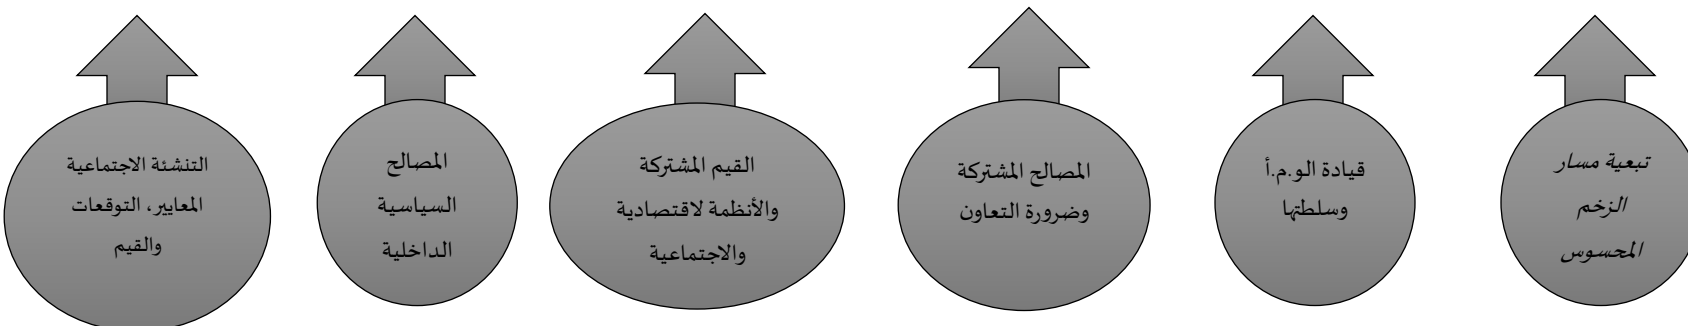 تبعية مسار
الزخم
المحسوس
قيادة الو.م.أ
وسلطتها
المصالح المشتركة
وضرورة التعاون
القيم المشتركة
والأنظمة لاقتصادية
والاجتماعية
المصالح
السياسية
الداخلية
التنشئة الاجتماعية
المعايير، التوقعات
والقيم